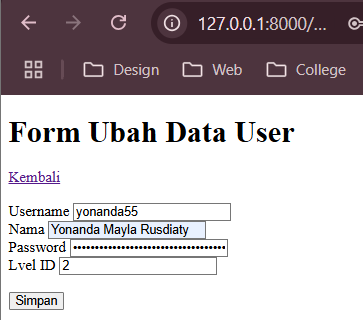 127.0.0.1:8000/...
Design Web College
Form Ubah Data User
Kembali
Username yonanda55
Nama Yonanda Mayla Rusdiaty
Password ••••••••••••••••••••••••••••••••••
Lvel ID 2
Simpan